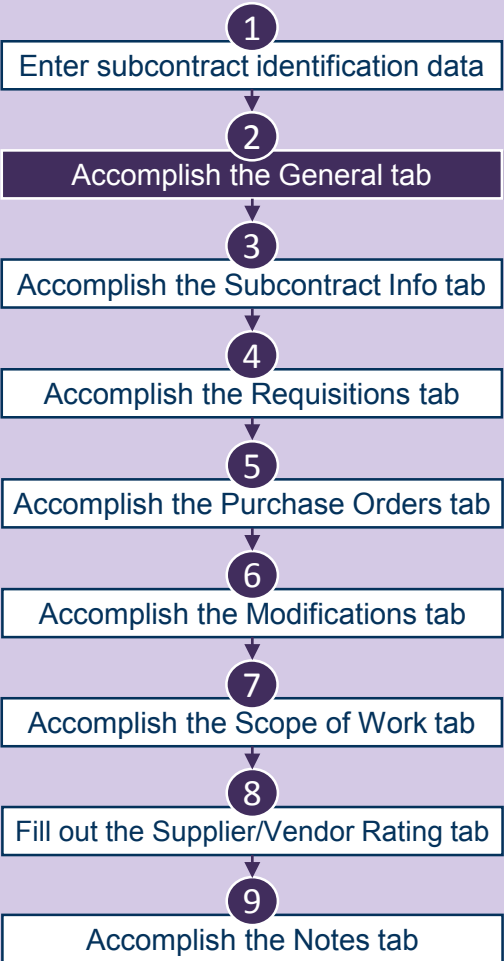 1
Enter subcontract identification data
2
Accomplish the General tab
3
Accomplish the Subcontract Info tab
4
Accomplish the Requisitions tab
5
Accomplish the Purchase Orders tab
6
Accomplish the Modifications tab
7
Accomplish the Scope of Work tab
8
Fill out the Supplier/Vendor Rating tab
9
Accomplish the Notes tab